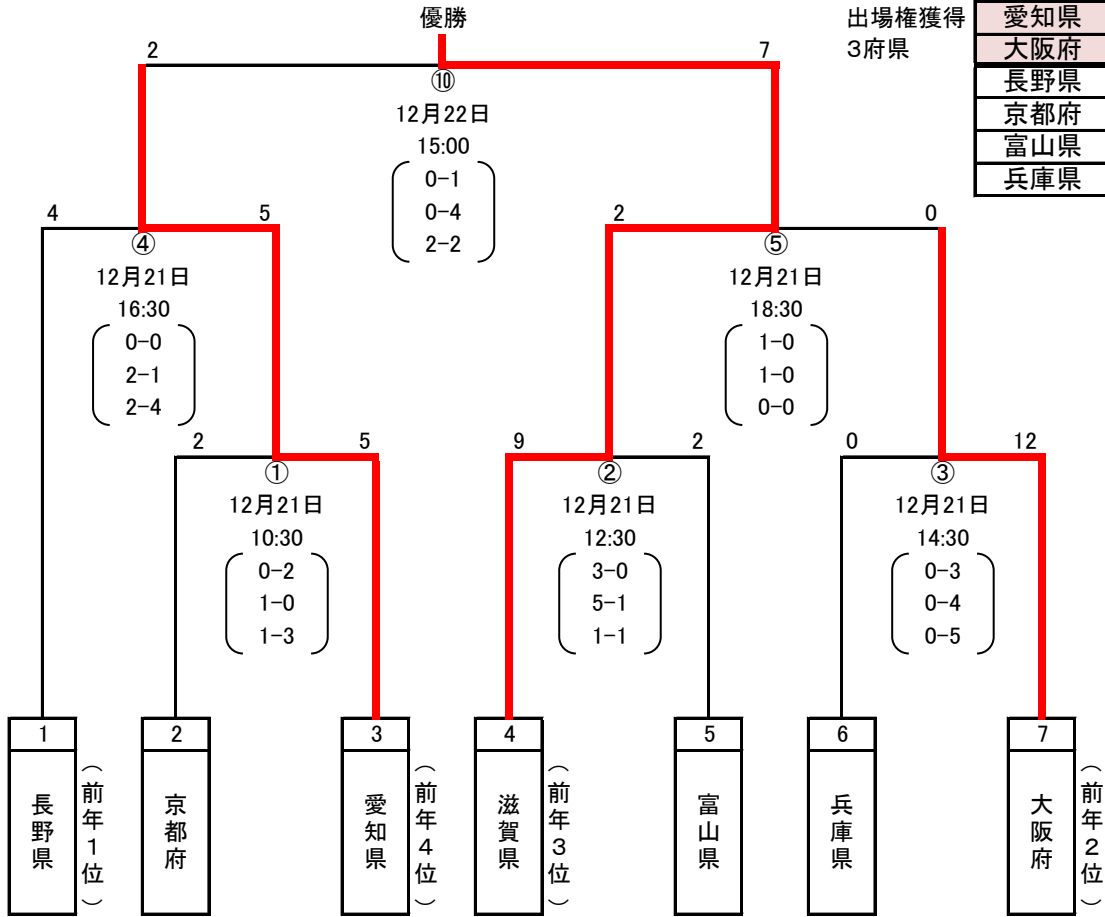 優勝
出場権獲得
3府県
愛知県
大阪府
長野県
京都府
富山県
兵庫県
2
7
⑩
12月22日
15:00
0-1
0-4
2-2
4
5
④
12月21日
16:30
0-0
2-1
2-4
2
0
⑤
12月21日
18:30
1-0
1-0
0-0
2
5
①
12月21日
10:30
0-2
1-0
1-3
9
2
②
12月21日
12:30
3-0
5-1
1-1
0
12
③
12月21日
14:30
0-3
0-4
0-5
1
長野県
(前年1位)
2
京都府
3
愛知県
(前年4位)
4
滋賀県
(前年3位)
5
富山県
6
兵庫県
7
大阪府
(前年2位)